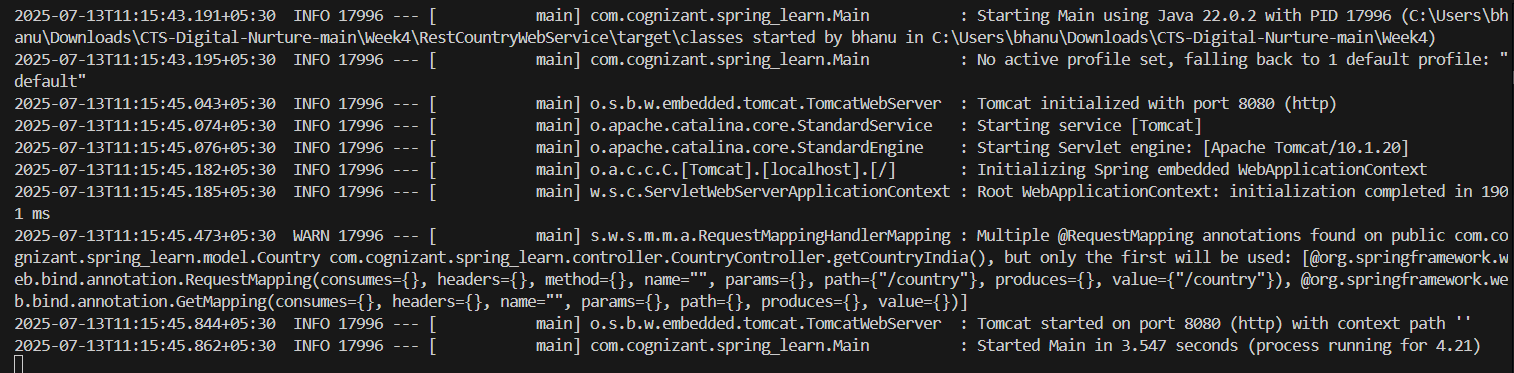 2025-07-13T11:15:43.191+05:30  INFO 17996 --- [           main] com.cognizant.spring_learn.Main          : Starting Main using Java 22.0.2 with PID 17996 (C:\Users\bh
anu\Downloads\CTS-Digital-Nurture-main\Week4\RestCountryWebService\target\classes started by bhanu in C:\Users\bhanu\Downloads\CTS-Digital-Nurture-main\Week4)
2025-07-13T11:15:43.195+05:30  INFO 17996 --- [           main] com.cognizant.spring_learn.Main          : No active profile set, falling back to 1 default profile: "
default"
2025-07-13T11:15:45.043+05:30  INFO 17996 --- [           main] o.s.b.w.embedded.tomcat.TomcatWebServer  : Tomcat initialized with port 8080 (http)
2025-07-13T11:15:45.074+05:30  INFO 17996 --- [           main] o.apache.catalina.core.StandardService   : Starting service [Tomcat]
2025-07-13T11:15:45.076+05:30  INFO 17996 --- [           main] o.apache.catalina.core.StandardEngine    : Starting Servlet engine: [Apache Tomcat/10.1.20]
2025-07-13T11:15:45.182+05:30  INFO 17996 --- [           main] o.a.c.c.C.[Tomcat].[localhost].[/]       : Initializing Spring embedded WebApplicationContext
2025-07-13T11:15:45.185+05:30  INFO 17996 --- [           main] w.s.c.ServletWebServerApplicationContext : Root WebApplicationContext: initialization completed in 190
1 ms
2025-07-13T11:15:45.473+05:30  WARN 17996 --- [           main] s.w.s.m.m.a.RequestMappingHandlerMapping : Multiple @RequestMapping annotations found on public com.co
gnizant.spring_learn.model.Country com.cognizant.spring_learn.controller.CountryController.getCountryIndia(), but only the first will be used: [@org.springframework.w
eb.bind.annotation.RequestMapping(consumes={}, headers={}, method={}, name="", params={}, path={"/country"}, produces={}, value={"/country"}), @org.springframework.we
b.bind.annotation.GetMapping(consumes={}, headers={}, name="", params={}, path={}, produces={}, value={})]
2025-07-13T11:15:45.844+05:30  INFO 17996 --- [           main] o.s.b.w.embedded.tomcat.TomcatWebServer  : Tomcat started on port 8080 (http) with context path ''
2025-07-13T11:15:45.862+05:30  INFO 17996 --- [           main] com.cognizant.spring_learn.Main          : Started Main in 3.547 seconds (process running for 4.21)